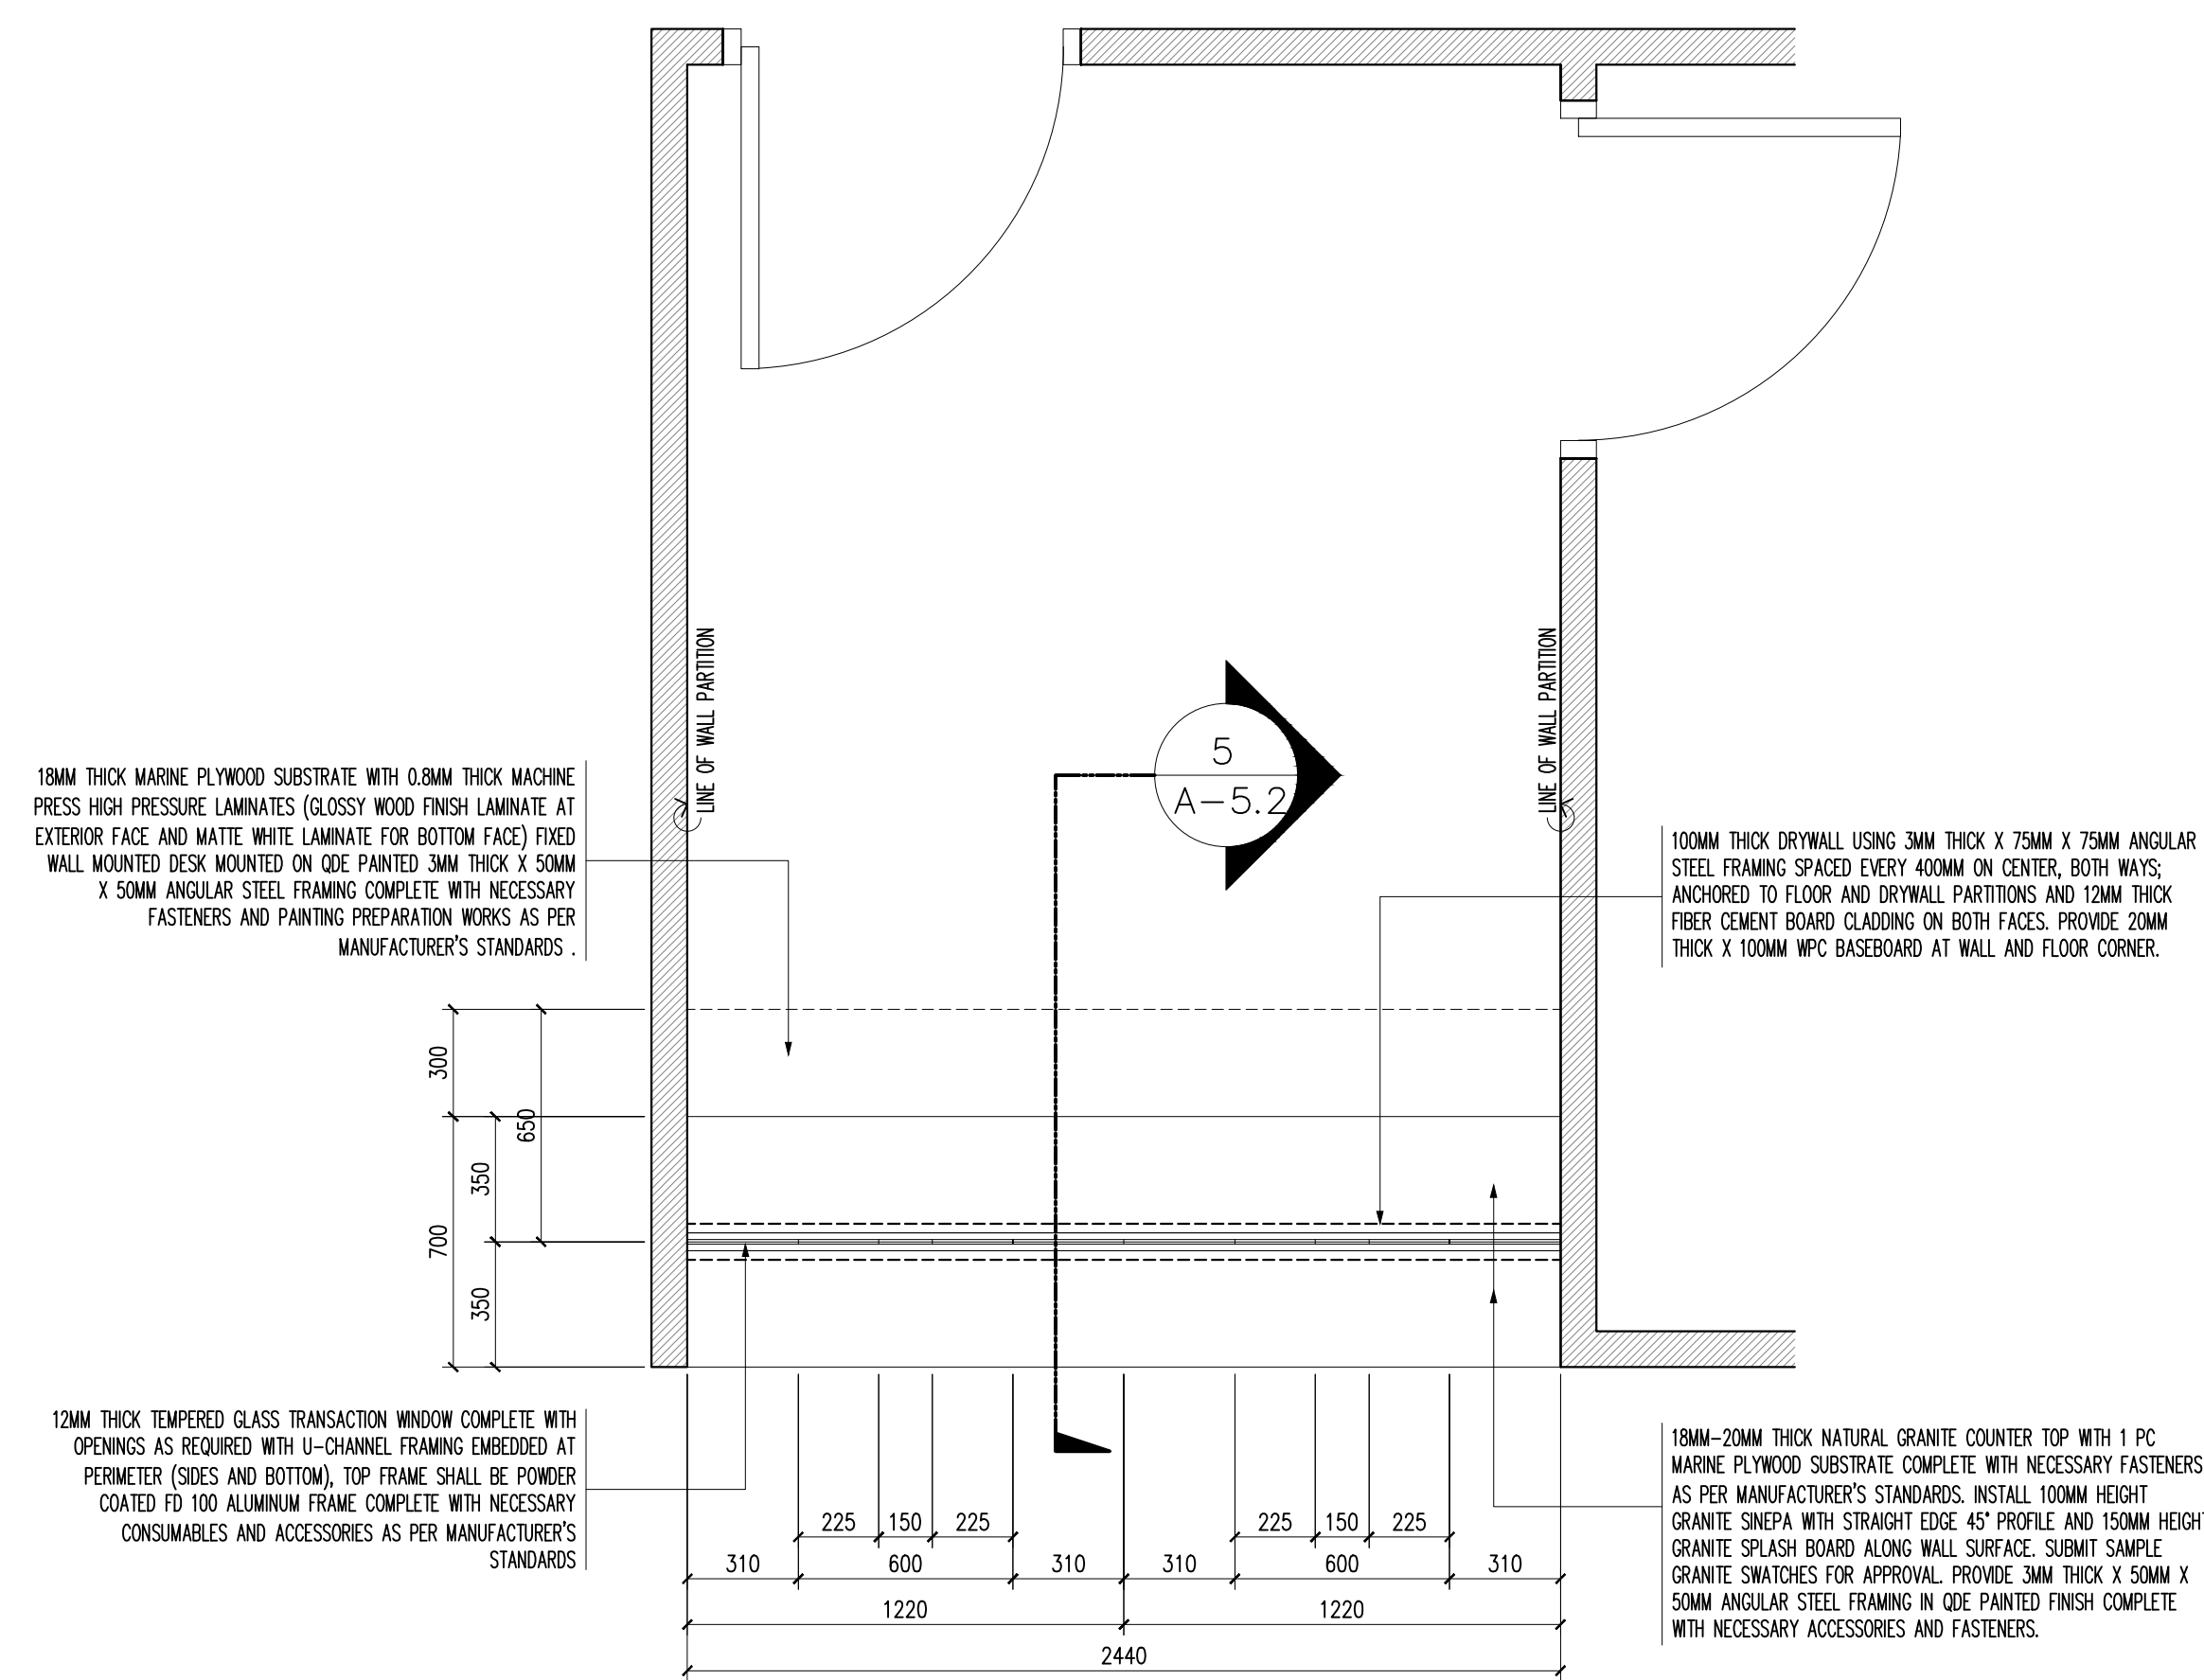 LINE OF WALL PARTITION
LINE OF WALL PARTITION
5
A-5.2
18MM THICK MARINE PLYWOOD SUBSTRATE WITH 0.8MM THICK MACHINE
PRESS HIGH PRESSURE LAMINATES (GLOSSY WOOD FINISH LAMINATE AT
EXTERIOR FACE AND MATTE WHITE LAMINATE FOR BOTTOM FACE) FIXED
WALL MOUNTED DESK MOUNTED ON QDE PAINTED 3MM THICK X 50MM
X 50MM ANGULAR STEEL FRAMING COMPLETE WITH NECESSARY
FASTENERS AND PAINTING PREPARATION WORKS AS PER
MANUFACTURER'S STANDARDS .
100MM THICK DRYWALL USING 3MM THICK X 75MM X 75MM ANGULAR
STEEL FRAMING SPACED EVERY 400MM ON CENTER, BOTH WAYS;
ANCHORED TO FLOOR AND DRYWALL PARTITIONS AND 12MM THICK
FIBER CEMENT BOARD CLADDING ON BOTH FACES. PROVIDE 20MM
THICK X 100MM WPC BASEBOARD AT WALL AND FLOOR CORNER.
300
650
350
700
350
12MM THICK TEMPERED GLASS TRANSACTION WINDOW COMPLETE WITH
OPENINGS AS REQUIRED WITH U-CHANNEL FRAMING EMBEDDED AT
PERIMETER (SIDES AND BOTTOM), TOP FRAME SHALL BE POWDER
COATED FD 100 ALUMINUM FRAME COMPLETE WITH NECESSARY
CONSUMABLES AND ACCESSORIES AS PER MANUFACTURER'S
STANDARDS
18MM-20MM THICK NATURAL GRANITE COUNTER TOP WITH 1 PC
MARINE PLYWOOD SUBSTRATE COMPLETE WITH NECESSARY FASTENERS
AS PER MANUFACTURER'S STANDARDS. INSTALL 100MM HEIGHT
GRANITE SINEPA WITH STRAIGHT EDGE 45° PROFILE AND 150MM HEIGHT
GRANITE SPLASH BOARD ALONG WALL SURFACE. SUBMIT SAMPLE
GRANITE SWATCHES FOR APPROVAL. PROVIDE 3MM THICK X 50MM X
50MM ANGULAR STEEL FRAMING IN QDE PAINTED FINISH COMPLETE
WITH NECESSARY ACCESSORIES AND FASTENERS.
225 150 225 225 150 225
310 600 310 310 600 310
1220 1220
2440